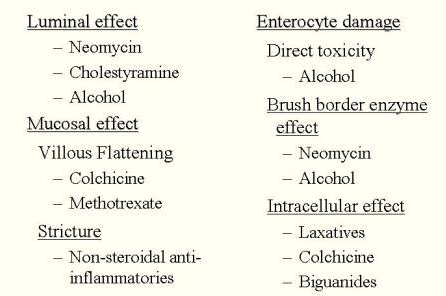 Luminal effect
– Neomycin
– Cholestyramine
– Alcohol
Mucosal effect
Villous Flattening
– Colchicine
– Methotrexate
Stricture
– Non-steroidal anti-
inflammatories
Enterocyte damage
Direct toxicity
– Alcohol
Brush border enzyme
effect
– Neomycin
– Alcohol
Intracellular effect
– Laxatives
– Colchicine
– Biguanides